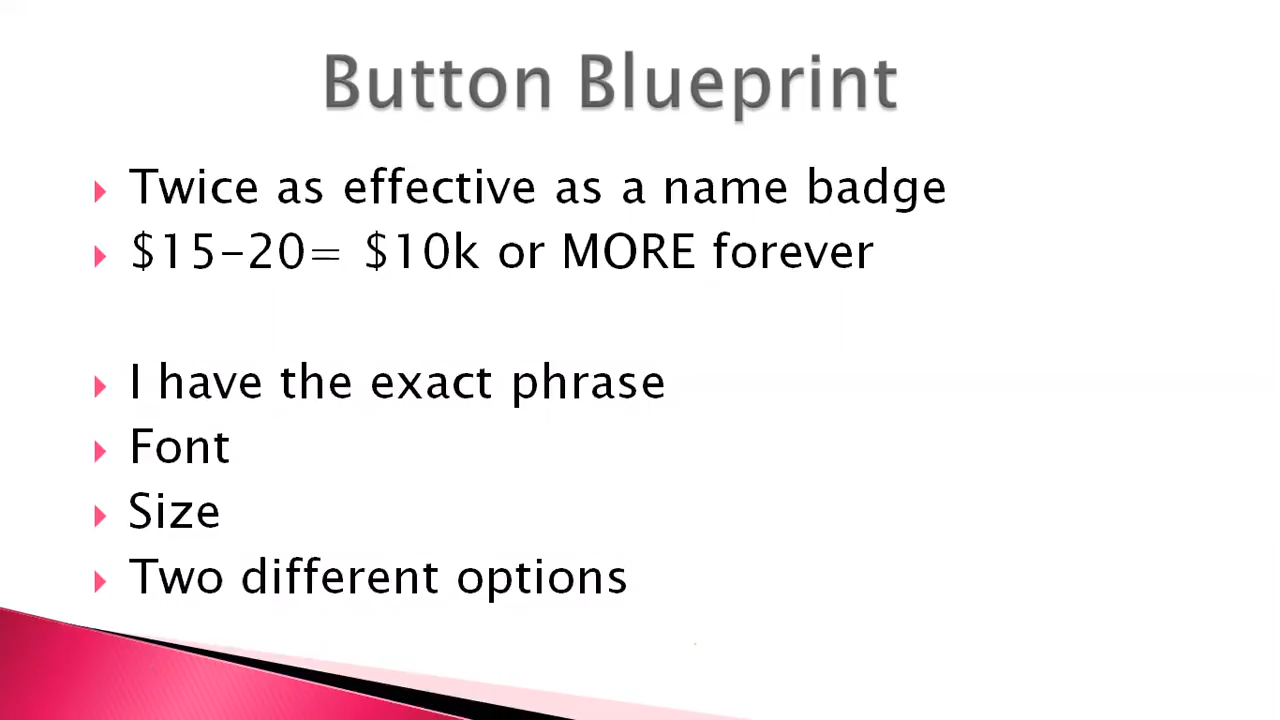 Button Blueprint
Twice as effective as a name badge
$15-20= $10k or MORE forever
I have the exact phrase
Font
Size
Two different options